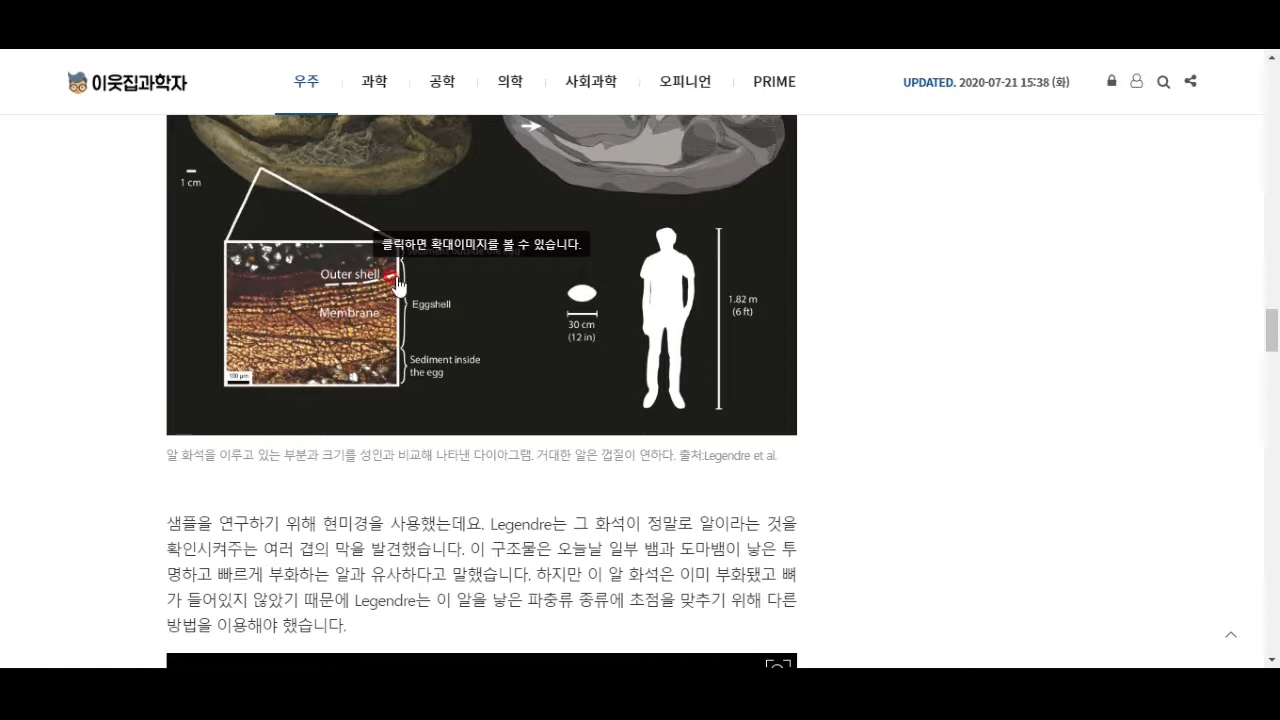 이웃집과학자
우주 과학 공학 의학 사회과학 오피니언 PRIME
UPDATED. 2020-07-21 15:38 (화)
1 cm
클릭하면 확대이미지를 볼 수 있습니다.
Outer shell
Eggshell
Membrane
Sediment inside
the egg
100 µm
30 cm
(12 in)
1.82 m
(6 ft)
알 화석을 이루고 있는 부분과 크기를 성인과 비교해 나타낸 다이아그램. 거대한 알은 껍질이 연하다. 출처:Legendre et al.
샘플을 연구하기 위해 현미경을 사용했는데요. Legendre는 그 화석이 정말로 알이라는 것을
확인시켜주는 여러 겹의 막을 발견했습니다. 이 구조물은 오늘날 일부 뱀과 도마뱀이 낳은 투
명하고 빠르게 부화하는 알과 유사하다고 말했습니다. 하지만 이 알 화석은 이미 부화됐고 뼈
가 들어있지 않았기 때문에 Legendre는 이 알을 낳은 파충류 종류에 초점을 맞추기 위해 다른
방법을 이용해야 했습니다.